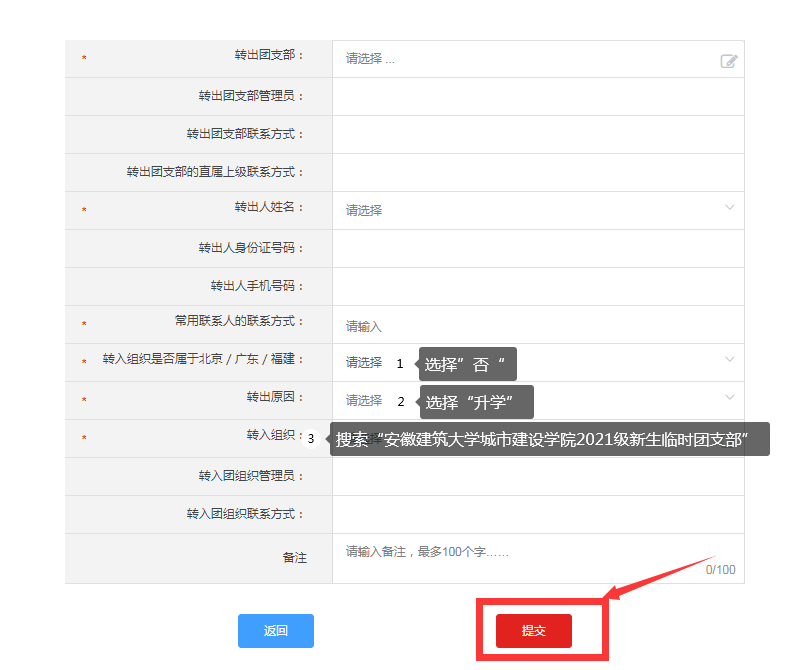 * 转出团支部： 请选择 ...
转出团支部管理员：
转出团支部联系方式：
转出团支部的直属上级联系方式：
* 转出人姓名： 请选择
转出人身份证号码：
转出人手机号码：
* 常用联系人的联系方式： 请输入
* 转入组织是否属于北京 / 广东 / 福建： 请选择 1 选择”否“
* 转出原因： 请选择 2 选择“升学”
* 转入组织： 3 搜索“安徽建筑大学城市建设学院2021级新生临时团支部”
转入团组织管理员：
转入团组织联系方式：
备注 请输入备注，最多100个字……
0/100
返回 提交